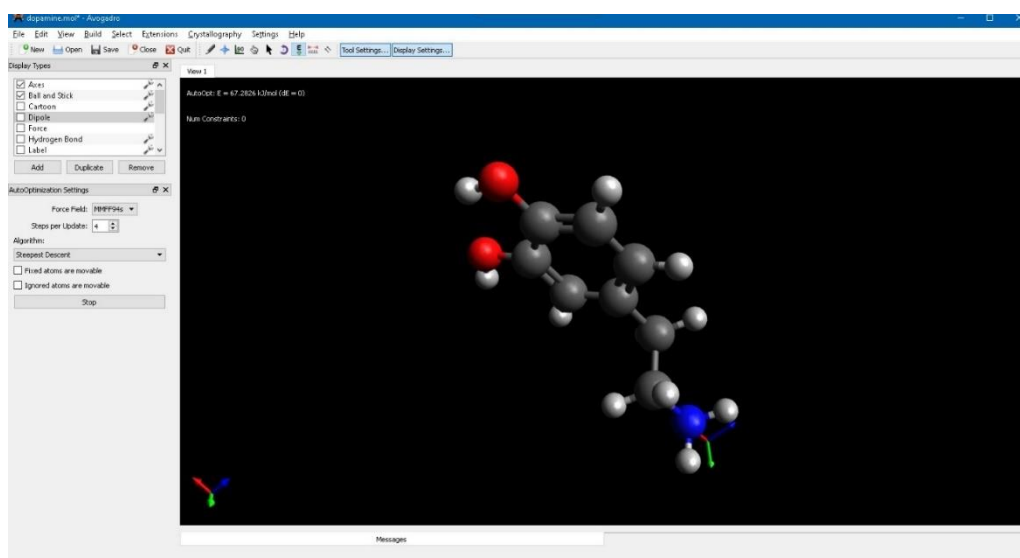 dopamine.mol* - Avogadro
File Edit View Build Select Extensions Crystallography Settings Help
New Open Save Close Quit Tool Settings... Display Settings...
Display Types
Axes
Ball and Stick
Cartoon
Dipole
Force
Hydrogen Bond
Label
Add Duplicate Remove
AutoOptimization Settings
Force Field: MMFF94s
Steps per Update: 4
Algorithm:
Steepest Descent
Fixed atoms are movable
Ignored atoms are movable
Stop
View 1
AutoOpt: E = 67.2826 kJ/mol (dE = 0)
Num Constraints: 0
Messages